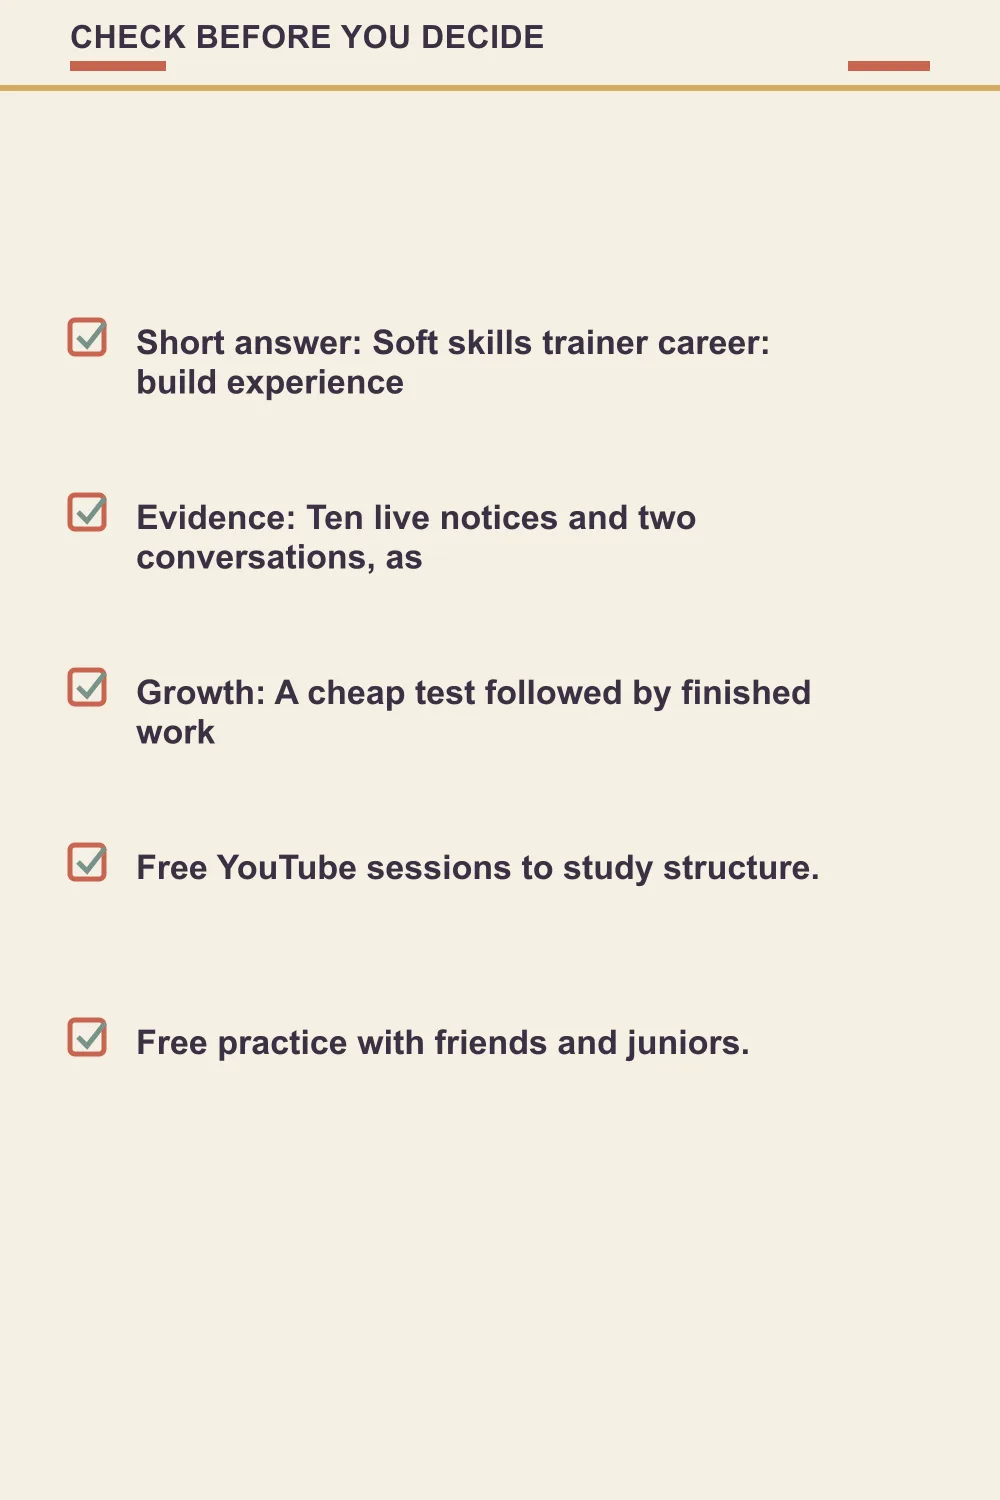 CHECK BEFORE YOU DECIDE
Short answer: Soft skills trainer career:
build experience
Evidence: Ten live notices and two
conversations, as
Growth: A cheap test followed by finished
work
Free YouTube sessions to study structure.
Free practice with friends and juniors.